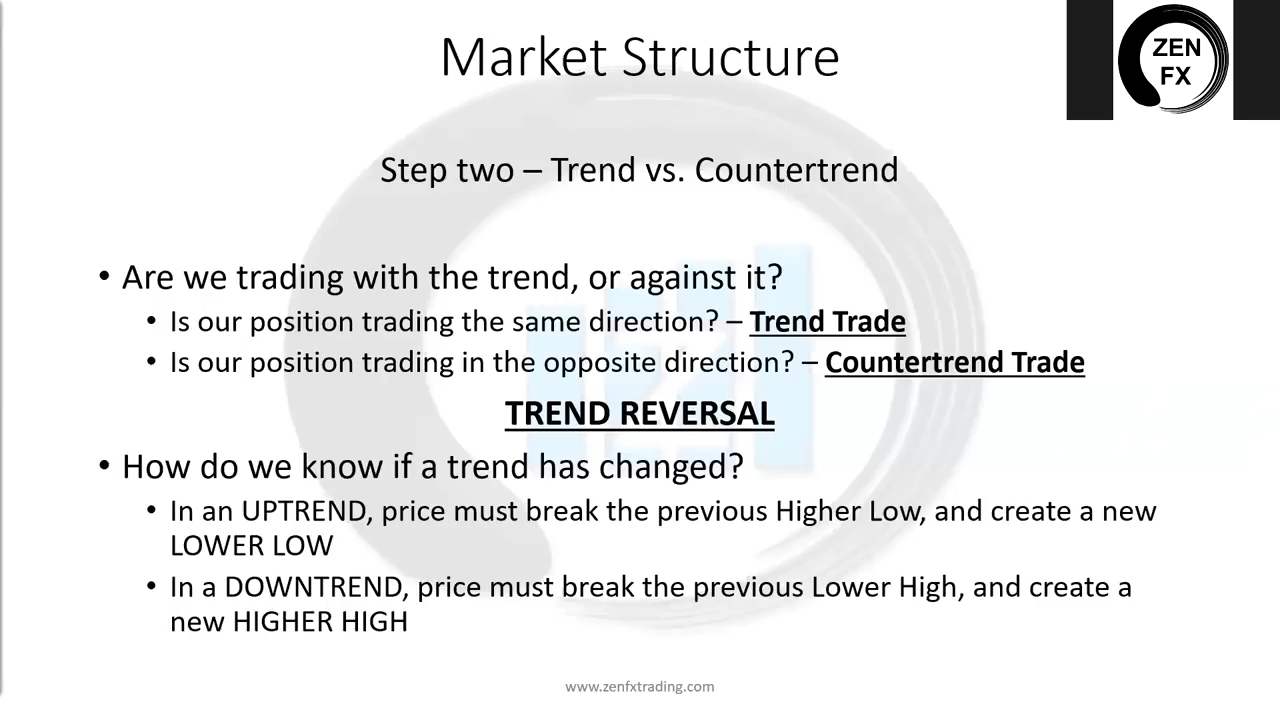 Market Structure
ZEN
FX
Step two – Trend vs. Countertrend
• Are we trading with the trend, or against it?
• Is our position trading the same direction? – Trend Trade
• Is our position trading in the opposite direction? – Countertrend Trade
TREND REVERSAL
• How do we know if a trend has changed?
• In an UPTREND, price must break the previous Higher Low, and create a new
LOWER LOW
• In a DOWNTREND, price must break the previous Lower High, and create a
new HIGHER HIGH
www.zenfxtrading.com